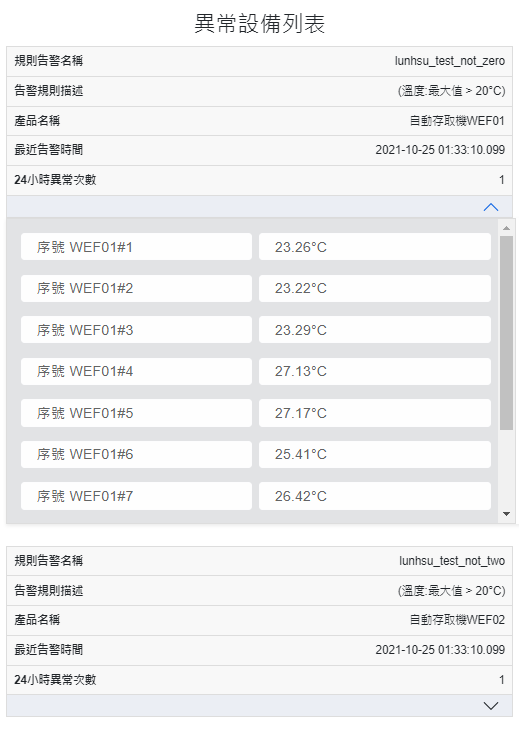 異常設備列表
規則告警名稱 lunhsu_test_not_zero
告警規則描述 (溫度:最大值 > 20°C)
產品名稱 自動存取機WEF01
最近告警時間 2021-10-25 01:33:10.099
24小時異常次數 1
序號 WEF01#1 23.26°C
序號 WEF01#2 23.22°C
序號 WEF01#3 23.29°C
序號 WEF01#4 27.13°C
序號 WEF01#5 27.17°C
序號 WEF01#6 25.41°C
序號 WEF01#7 26.42°C
規則告警名稱 lunhsu_test_not_two
告警規則描述 (溫度:最大值 > 20°C)
產品名稱 自動存取機WEF02
最近告警時間 2021-10-25 01:33:10.099
24小時異常次數 1